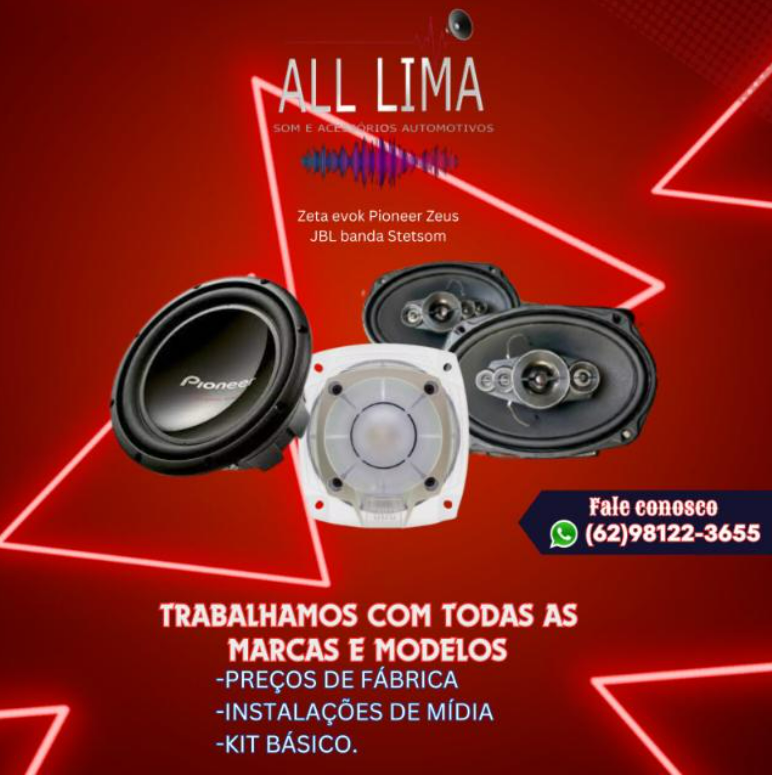 ALL LIMA
SOM E ACESSÓRIOS AUTOMOTIVOS
Zeta evok Pioneer Zeus
JBL banda Stetsom
Pioneer
Fale conosco
(62)98122-3655
TRABALHAMOS COM TODAS AS
MARCAS E MODELOS
-PREÇOS DE FÁBRICA
-INSTALAÇÕES DE MÍDIA
-KIT BÁSICO.